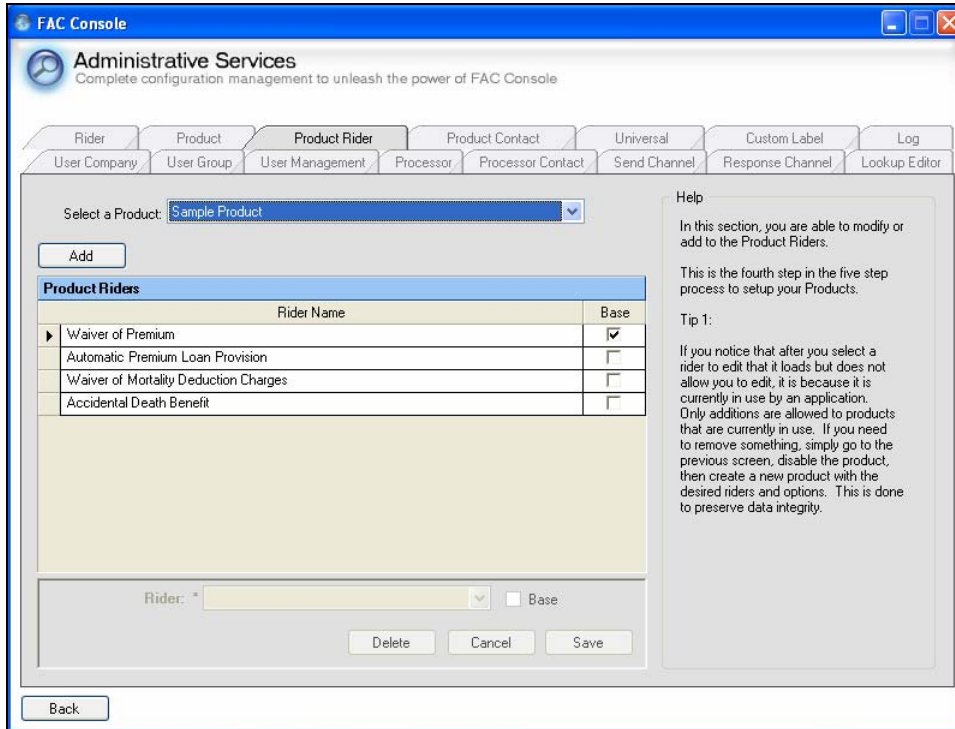 FAC Console
Administrative Services
Complete configuration management to unleash the power of FAC Console
Rider Product Product Rider Product Contact Universal Custom Label Log
User Company User Group User Management Processor Processor Contact Send Channel Response Channel Lookup Editor
Select a Product: Sample Product
Add
Product Riders
Rider Name Base
Waiver of Premium
Automatic Premium Loan Provision
Waiver of Mortality Deduction Charges
Accidental Death Benefit
Rider: * Base
Delete Cancel Save
Help
In this section, you are able to modify or
add to the Product Riders.
This is the fourth step in the five step
process to setup your Products.
Tip 1:
If you notice that after you select a
rider to edit that it loads but does not
allow you to edit, it is because it is
currently in use by an application.
Only additions are allowed to products
that are currently in use. If you need
to remove something, simply go to the
previous screen, disable the product,
then create a new product with the
desired riders and options. This is done
to preserve data integrity.
Back